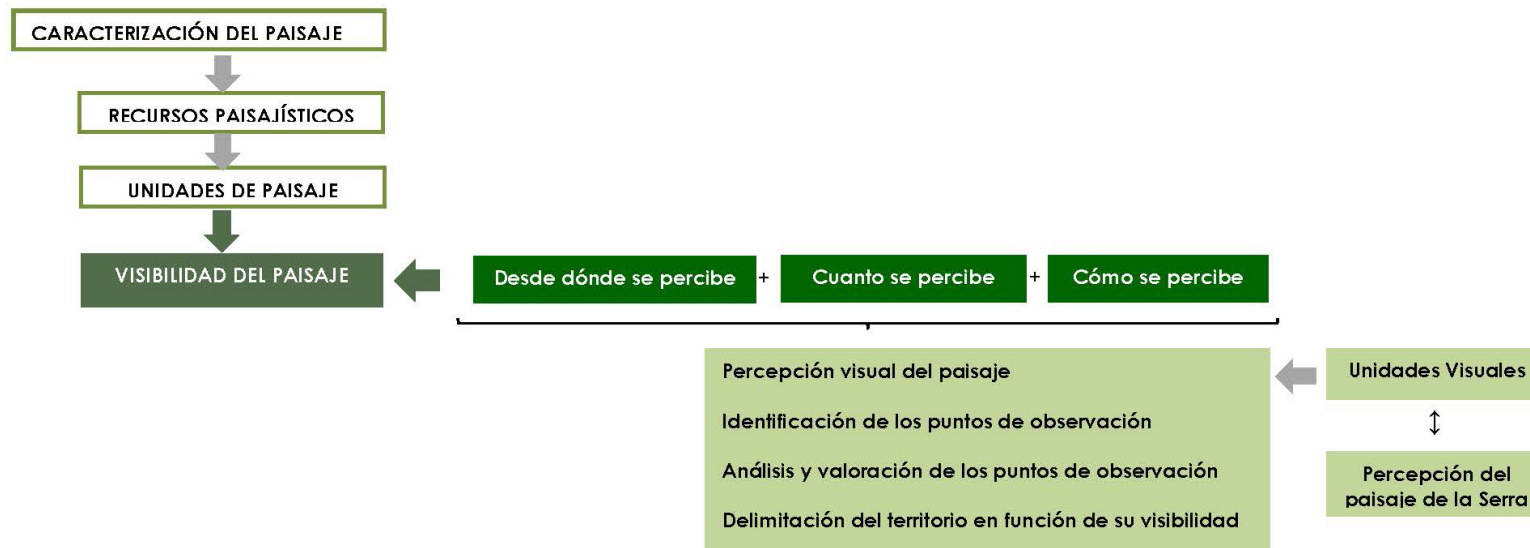 CARACTERIZACIÓN DEL PAISAJE
RECURSOS PAISAJÍSTICOS
UNIDADES DE PAISAJE
VISIBILIDAD DEL PAISAJE
Desde dónde se percibe + Cuanto se percibe + Cómo se percibe
Percepción visual del paisaje
Identificación de los puntos de observación
Análisis y valoración de los puntos de observación
Delimitación del territorio en función de su visibilidad
Unidades Visuales
Percepción del
paisaje de la Serra